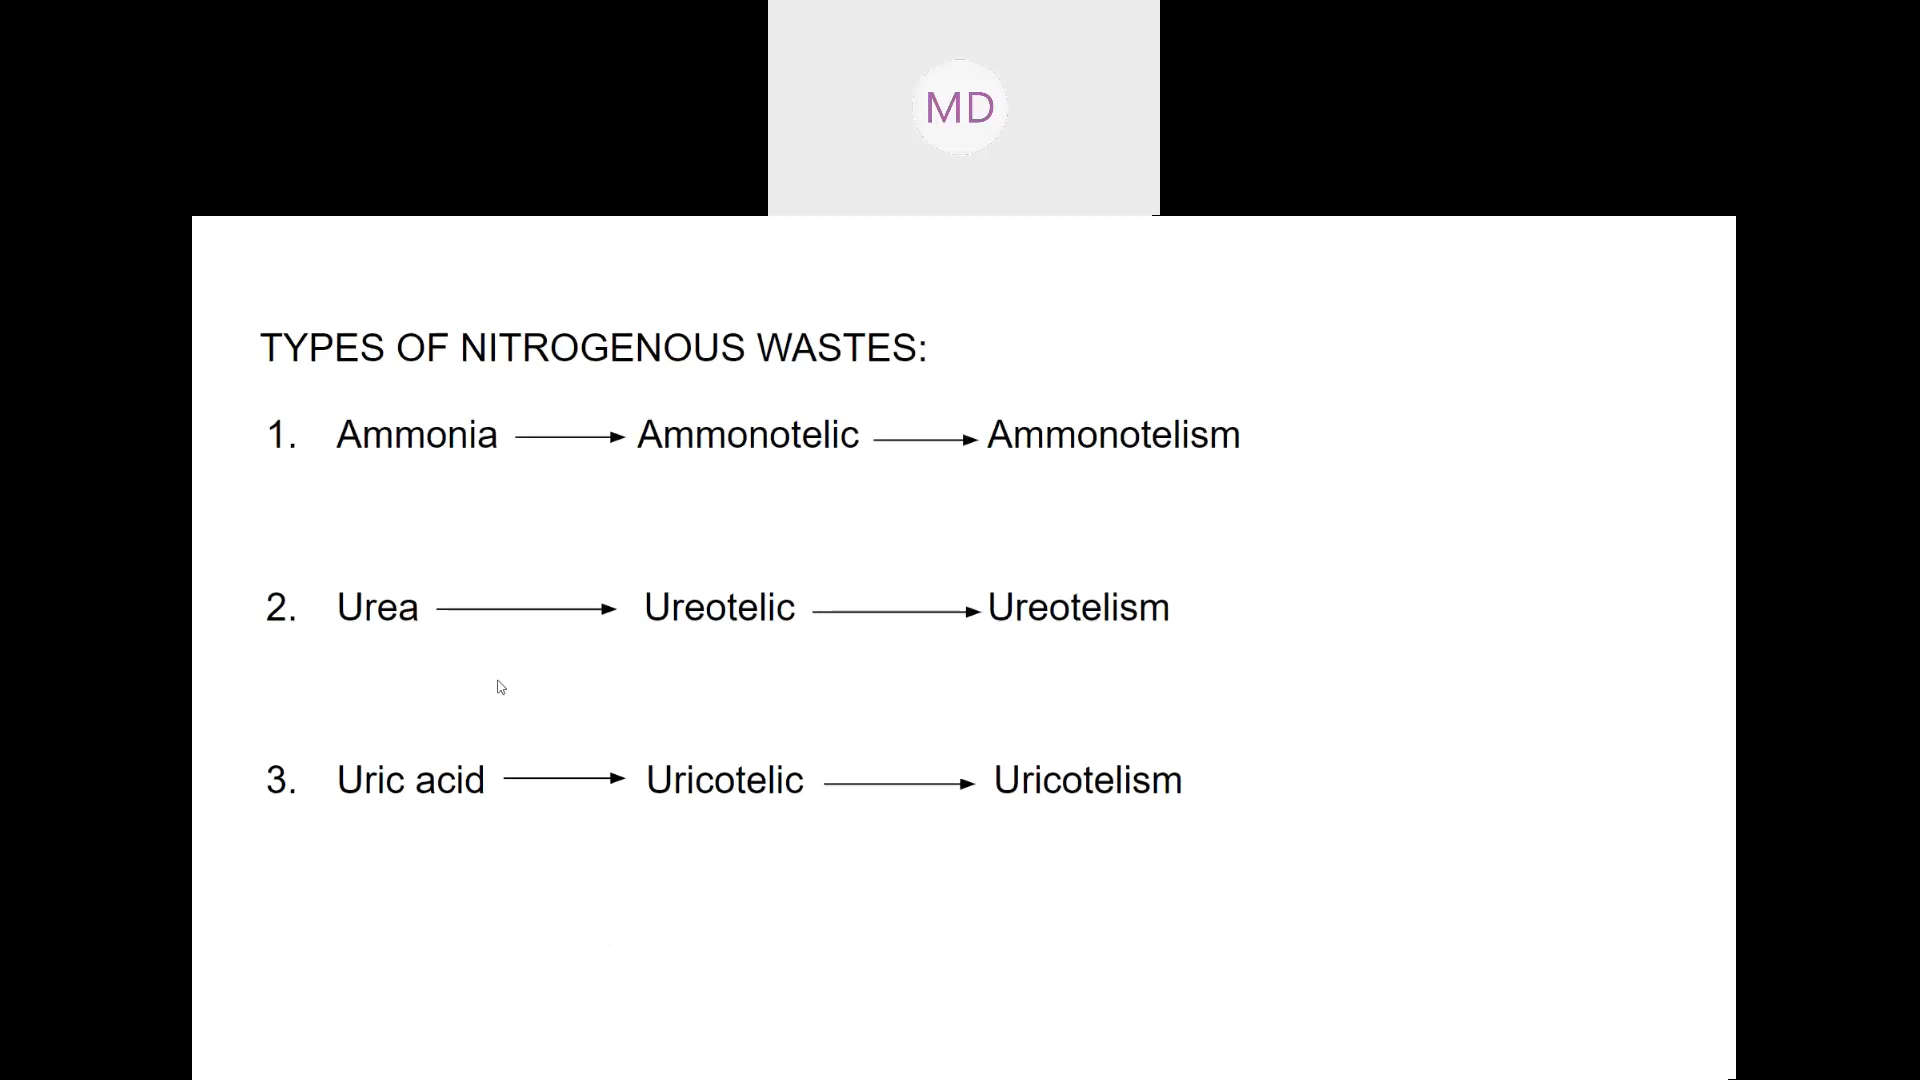 MD
TYPES OF NITROGENOUS WASTES:
1. Ammonia Ammonotelic Ammonotelism
2. Urea Ureotelic Ureotelism
3. Uric acid Uricotelic Uricotelism